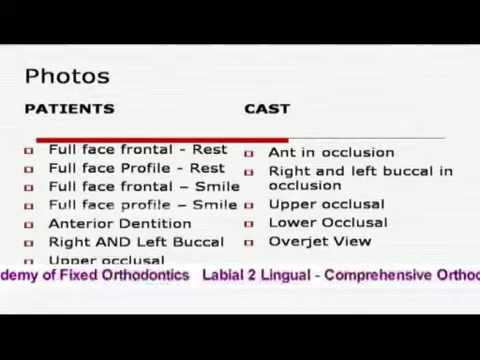 Photos
PATIENTS
Full face frontal - Rest
Full face Profile - Rest
Full face frontal – Smile
Full face profile – Smile
Anterior Dentition
Right AND Left Buccal
Upper occlusal
CAST
Ant in occlusion
Right and left buccal in
occlusion
Upper occlusal
Lower Occlusal
Overjet View
demy of Fixed Orthodontics Labial 2 Lingual - Comprehensive Orthod